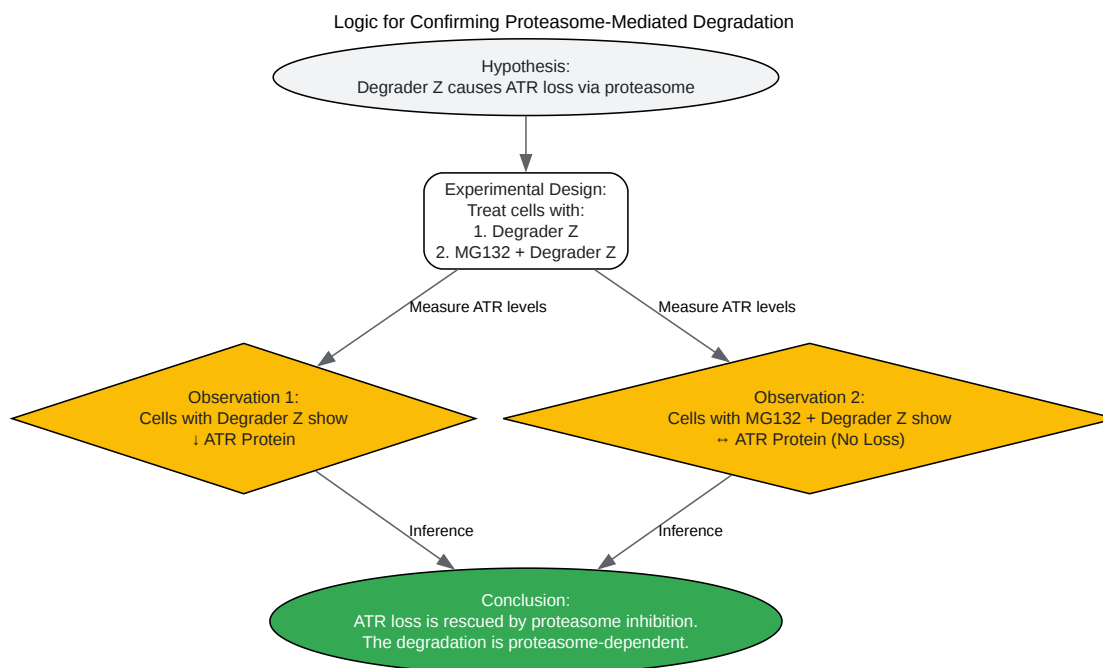 Logic for Confirming Proteasome-Mediated Degradation
Hypothesis:
Degrader Z causes ATR loss via proteasome
Experimental Design:
Treat cells with:
1. Degrader Z
2. MG132 + Degrader Z
Measure ATR levels
Measure ATR levels
Observation 1:
Cells with Degrader Z show
↓ ATR Protein
Observation 2:
Cells with MG132 + Degrader Z show
↔ ATR Protein (No Loss)
Inference
Inference
Conclusion:
ATR loss is rescued by proteasome inhibition.
The degradation is proteasome-dependent.